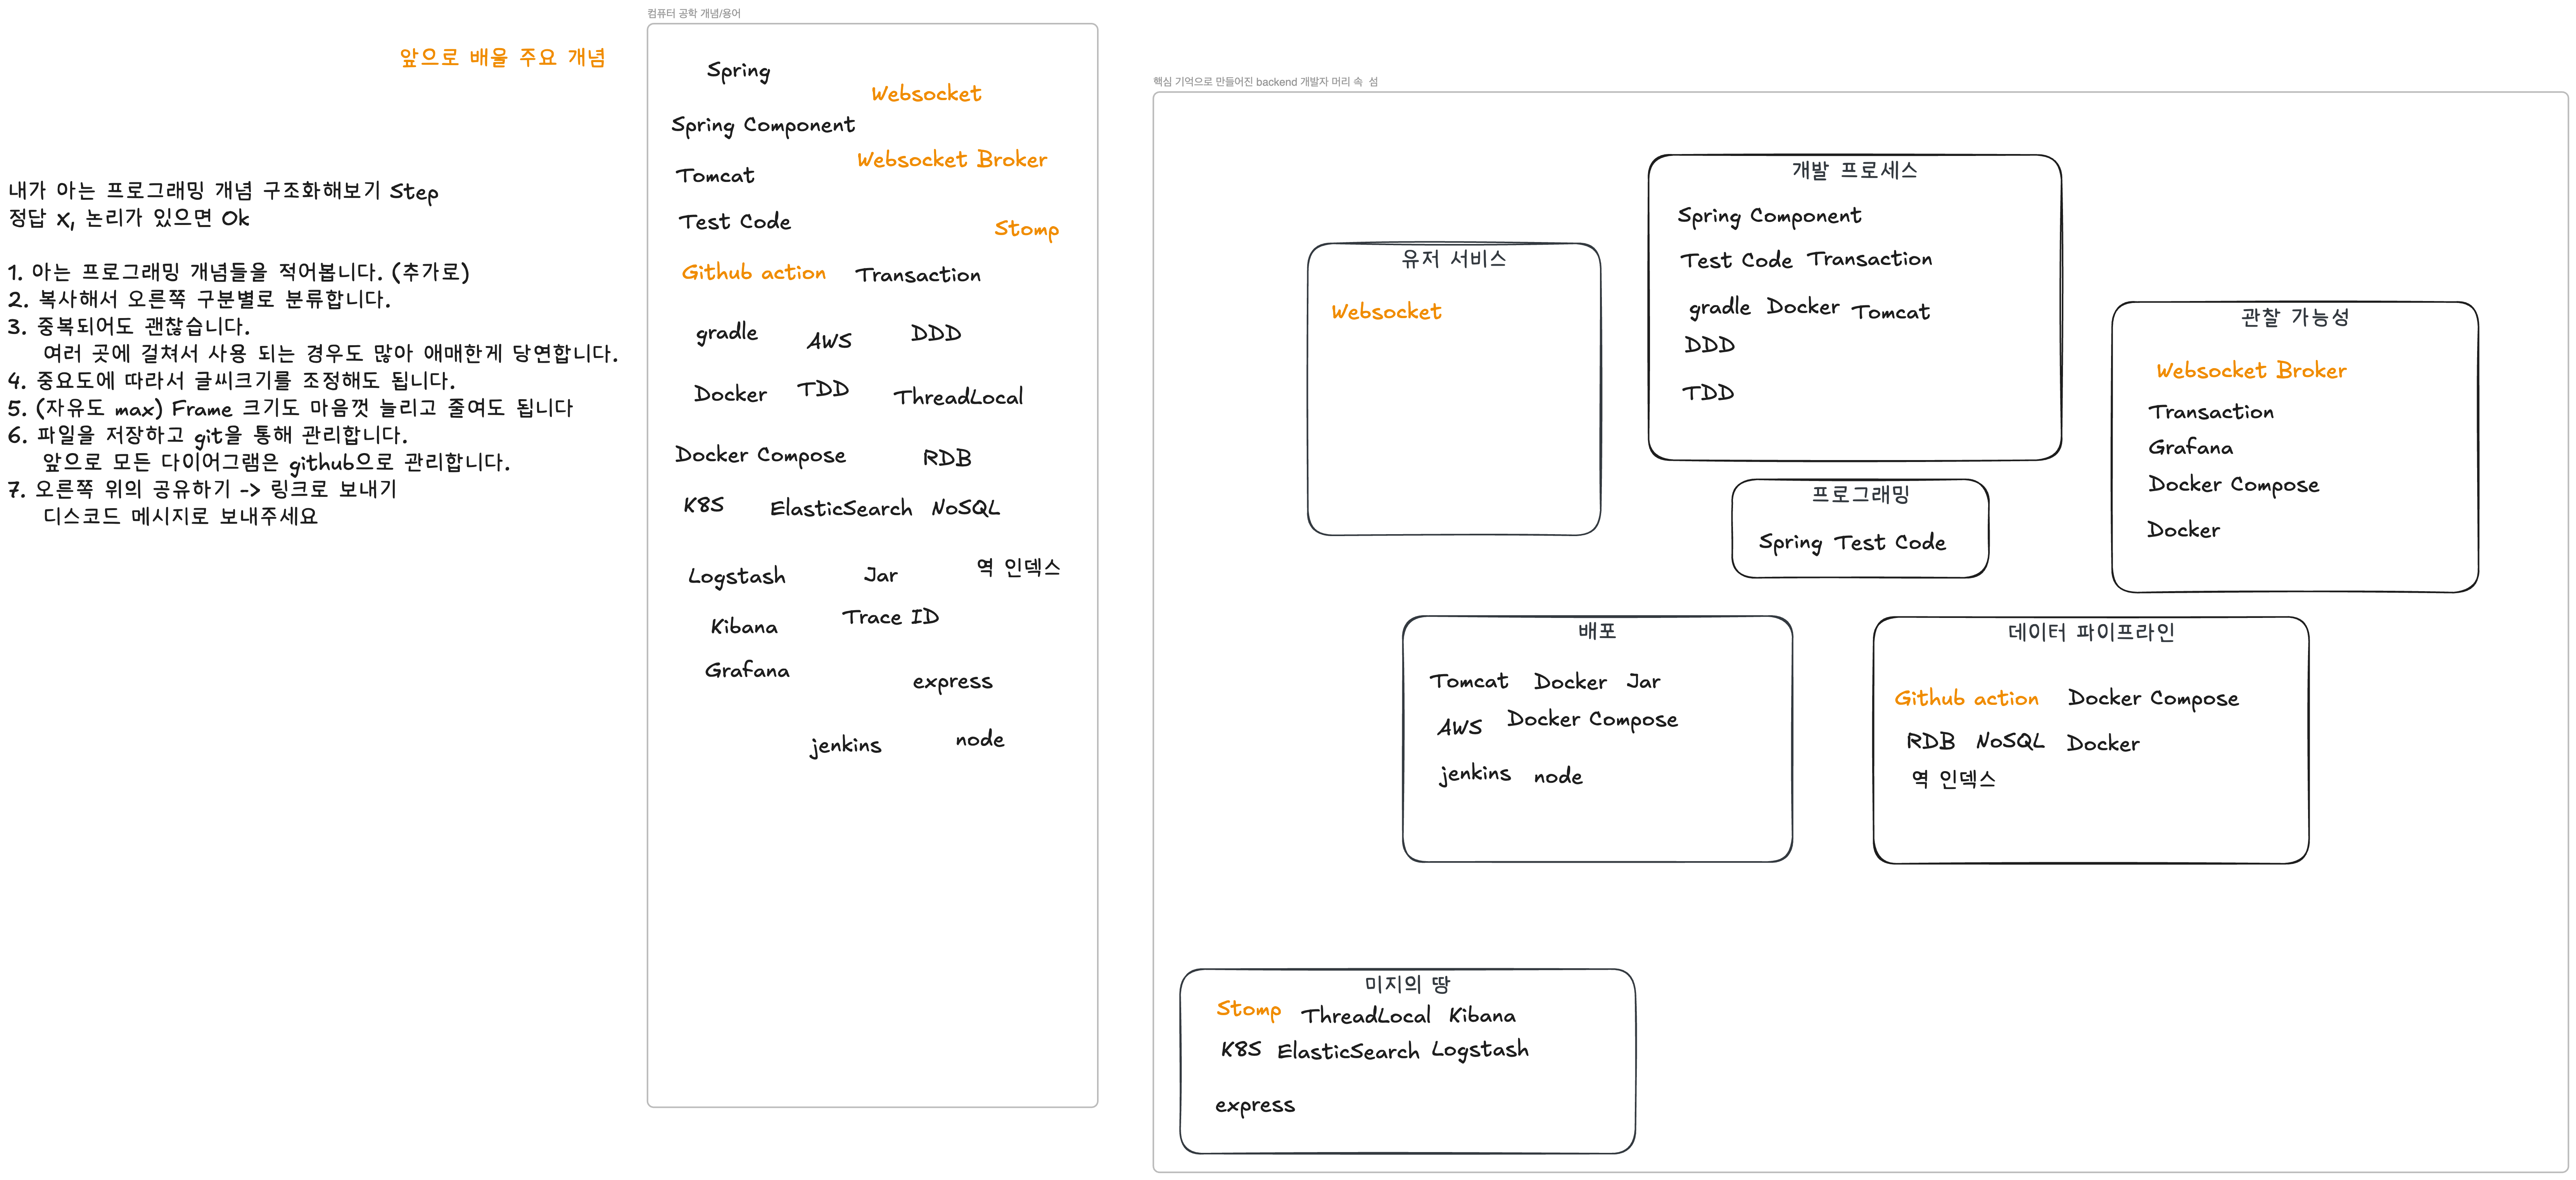 앞으로 배울 주요 개념
내가 아는 프로그래밍 개념 구조화해보기 Step
정답 X, 논리가 있으면 Ok
1. 아는 프로그래밍 개념들을 적어봅니다. (추가로)
2. 복사해서 오른쪽 구분별로 분류합니다.
3. 중복되어도 괜찮습니다.
여러 곳에 걸쳐서 사용 되는 경우도 많아 애매한게 당연합니다.
4. 중요도에 따라서 글씨크기를 조정해도 됩니다.
5. (자유도 max) Frame 크기도 마음껏 늘리고 줄여도 됩니다
6. 파일을 저장하고 git을 통해 관리합니다.
앞으로 모든 다이어그램은 github으로 관리합니다.
7. 오른쪽 위의 공유하기 -> 링크로 보내기
디스코드 메시지로 보내주세요
컴퓨터 공학 개념/용어
Spring
Websocket
Spring Component
Websocket Broker
Tomcat
Test Code
Stomp
Github action
Transaction
gradle
AWS
DDD
Docker
TDD
ThreadLocal
Docker Compose
RDB
K8S
ElasticSearch
NoSQL
Logstash
Jar
역 인덱스
Kibana
Trace ID
Grafana
express
jenkins
node
핵심 기억으로 만들어진 backend 개발자 머리 속 섬
유저 서비스
Websocket
개발 프로세스
Spring Component
Test Code Transaction
gradle Docker Tomcat
DDD
TDD
관찰 가능성
Websocket Broker
Transaction
Grafana
Docker Compose
Docker
프로그래밍
Spring Test Code
배포
Tomcat Docker Jar
AWS Docker Compose
jenkins node
데이터 파이프라인
Github action Docker Compose
RDB NoSQL Docker
역 인덱스
미지의 땅
Stomp ThreadLocal Kibana
K8S ElasticSearch Logstash
express